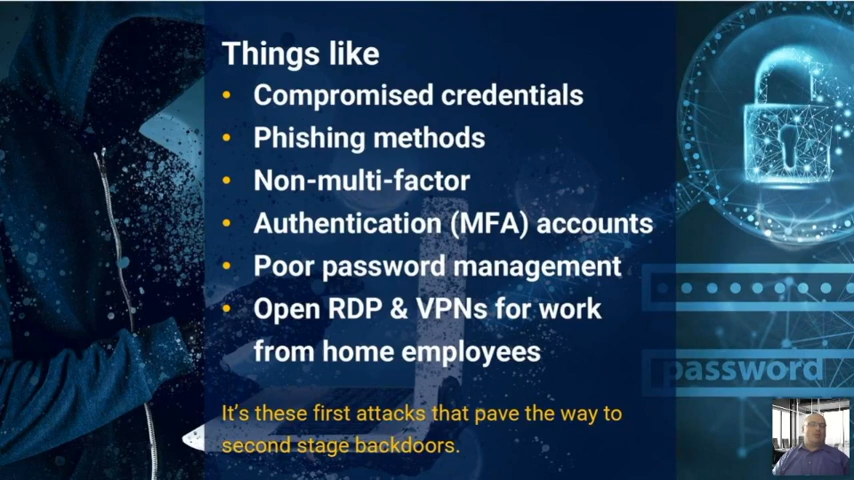 Things like
• Compromised credentials
• Phishing methods
• Non-multi-factor
• Authentication (MFA) accounts
• Poor password management
• Open RDP & VPNs for work
from home employees
It's these first attacks that pave the way to
second stage backdoors.
password